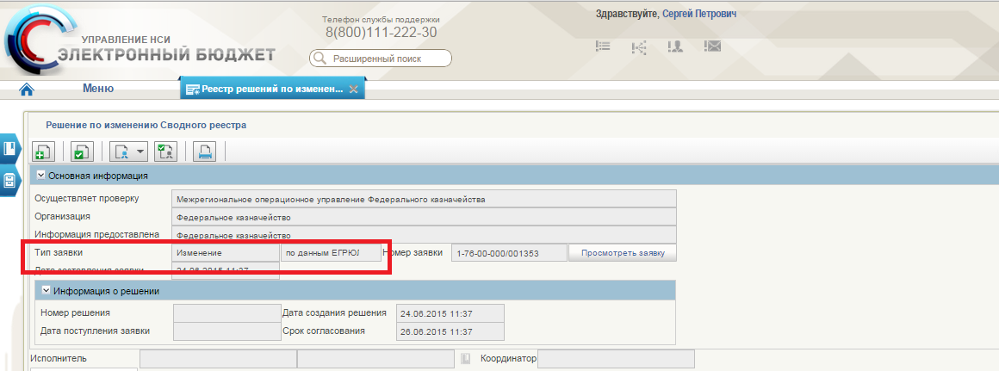 Телефон службы поддержки
Здравствуйте, Сергей Петрович
8(800)111-222-30
УПРАВЛЕНИЕ НСИ
ЭЛЕКТРОННЫЙ БЮДЖЕТ
Расширенный поиск
Меню
Реестр решений по изменен...
Решение по изменению Сводного реестра
Основная информация
Осуществляет проверку Межрегиональное операционное управление Федерального казначейства
Организация Федеральное казначейство
Информация предоставлена Федеральное казначейство
Тип заявки Изменение по данным ЕГРЮЛ Номер заявки 1-76-00-000/001353 Просмотреть заявку
Дата составления заявки 24.06.2015 11:37
Информация о решении
Номер решения Дата создания решения 24.06.2015 11:37
Дата поступления заявки Срок согласования 26.06.2015 11:37
Исполнитель Координатор